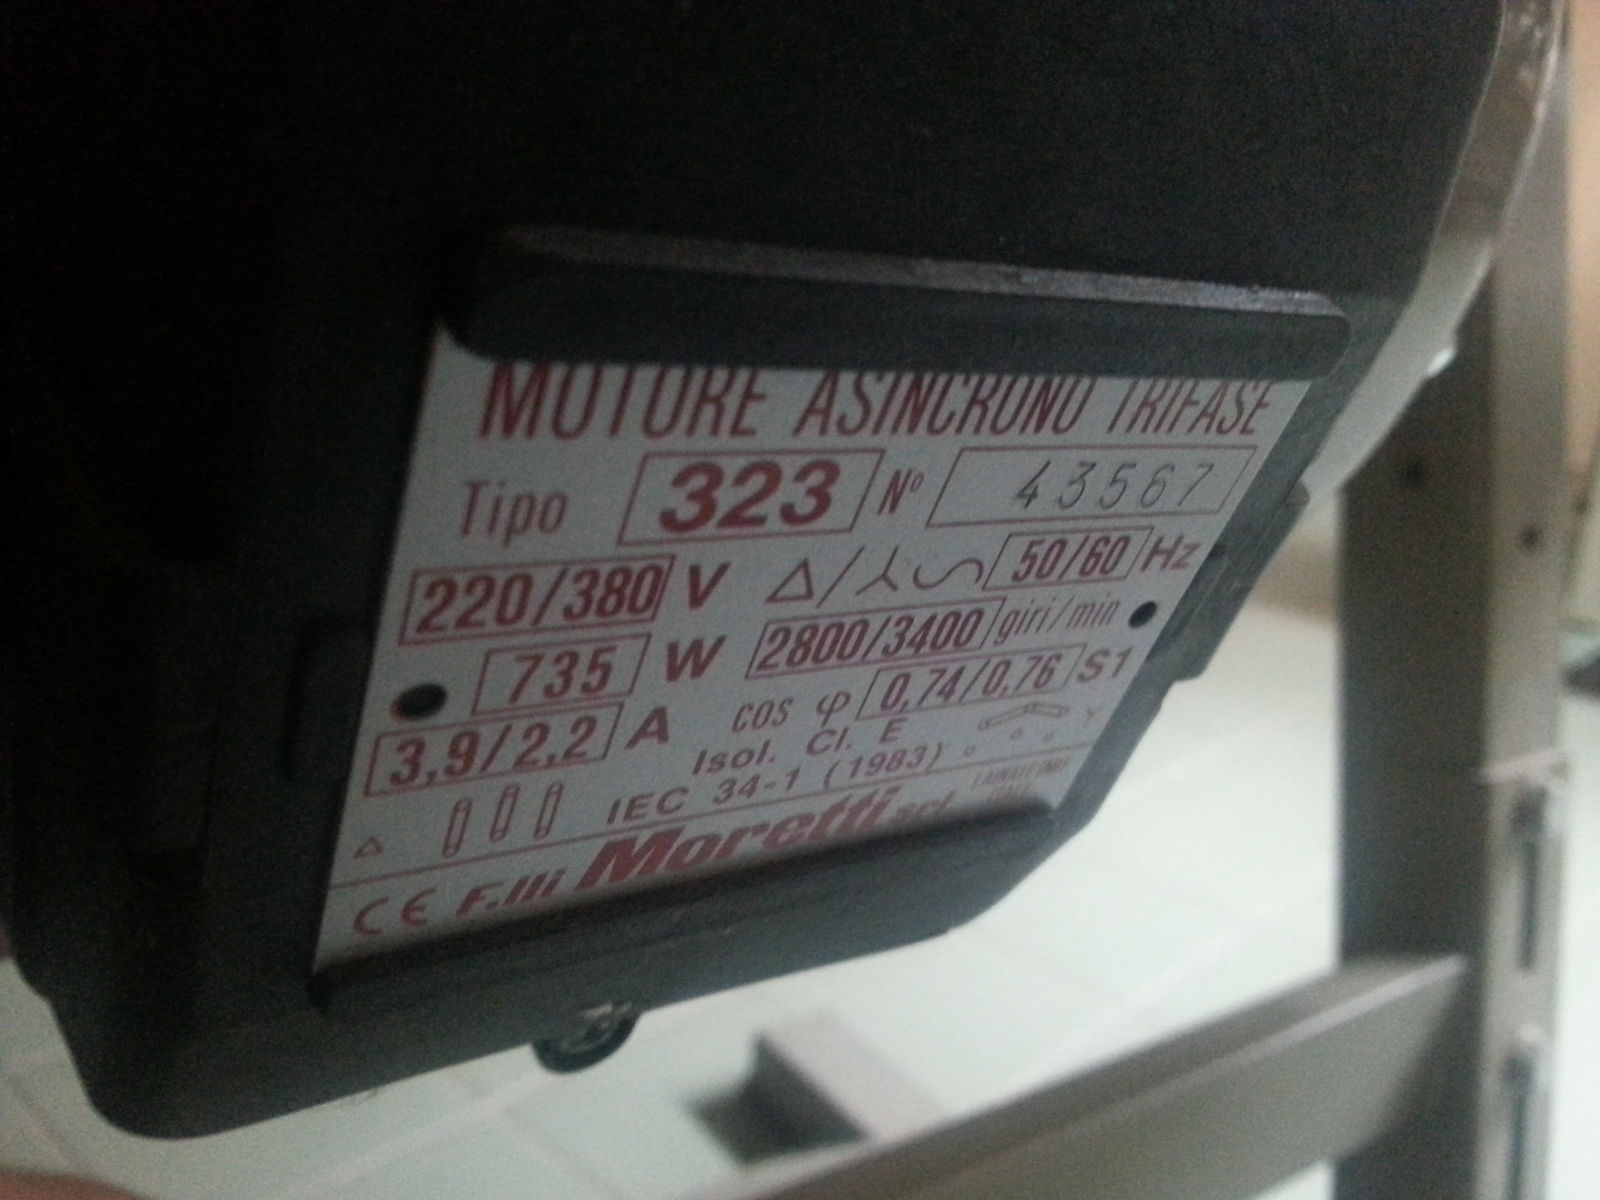 MOTORE ASINCRONO TRIFASE
Tipo 323 N° 43567
220/380 V Δ/⅄ ∿ 50/60 Hz
735 W 2800/3400 giri/min
3,9/2,2 A cos φ 0,74/0,76 S1
Isol. Cl. E
Δ IEC 34-1 (1983) Y
CE F.lli Moretti srl